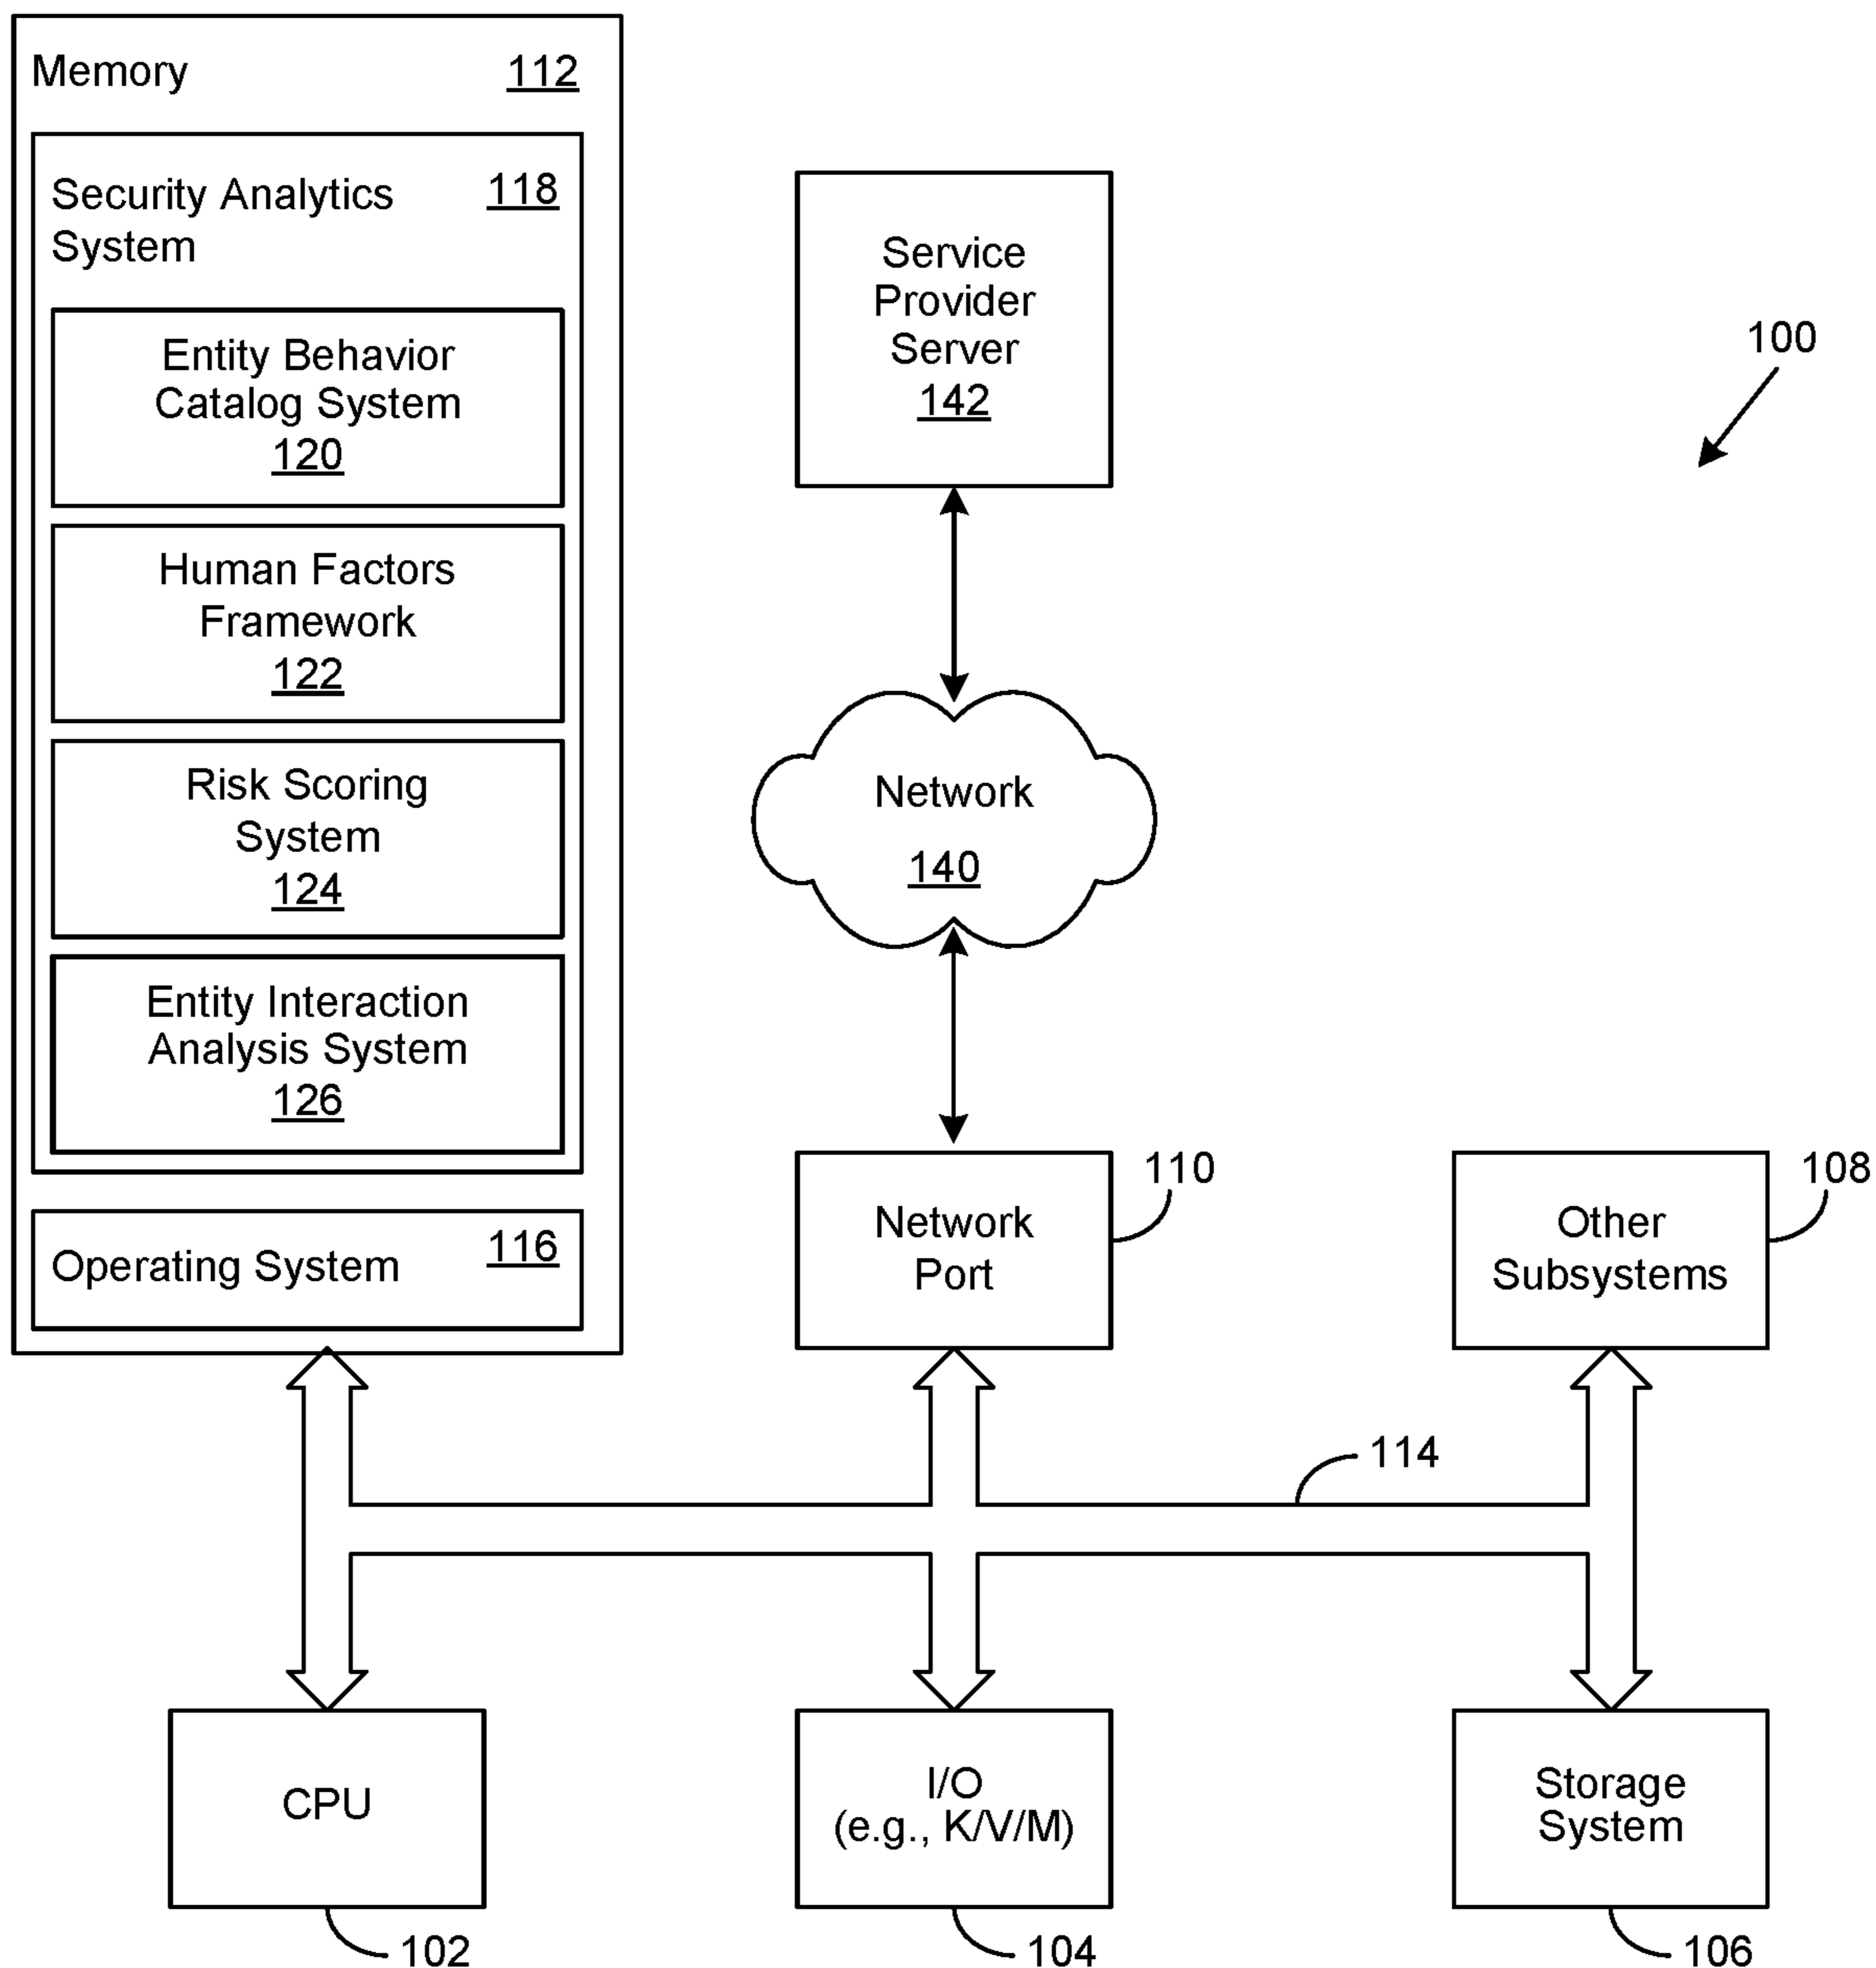 Memory 112
Security Analytics 118
System
Entity Behavior
Catalog System
120
Human Factors
Framework
122
Risk Scoring
System
124
Entity Interaction
Analysis System
126
Operating System 116
Service
Provider
Server
142
100
Network
140
Network
Port
110
Other
Subsystems
108
114
CPU
102
I/O
(e.g., K/V/M)
104
Storage
System
106